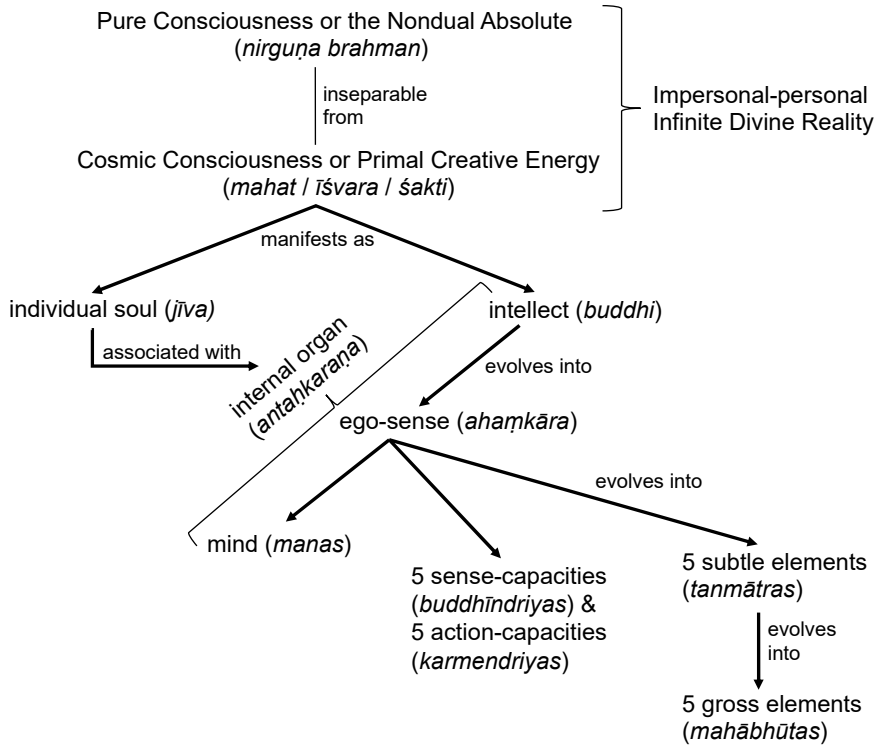 Pure Consciousness or the Nondual Absolute
(nirguṇa brahman)
inseparable
from
Impersonal-personal
Infinite Divine Reality
Cosmic Consciousness or Primal Creative Energy
(mahat / īśvara / śakti)
manifests as
individual soul (jīva)
intellect (buddhi)
associated with
internal organ
(antaḥkaraṇa)
evolves into
ego-sense (ahaṃkāra)
evolves into
mind (manas)
5 sense-capacities
(buddhīndriyas) &
5 action-capacities
(karmendriyas)
5 subtle elements
(tanmātras)
evolves
into
5 gross elements
(mahābhūtas)